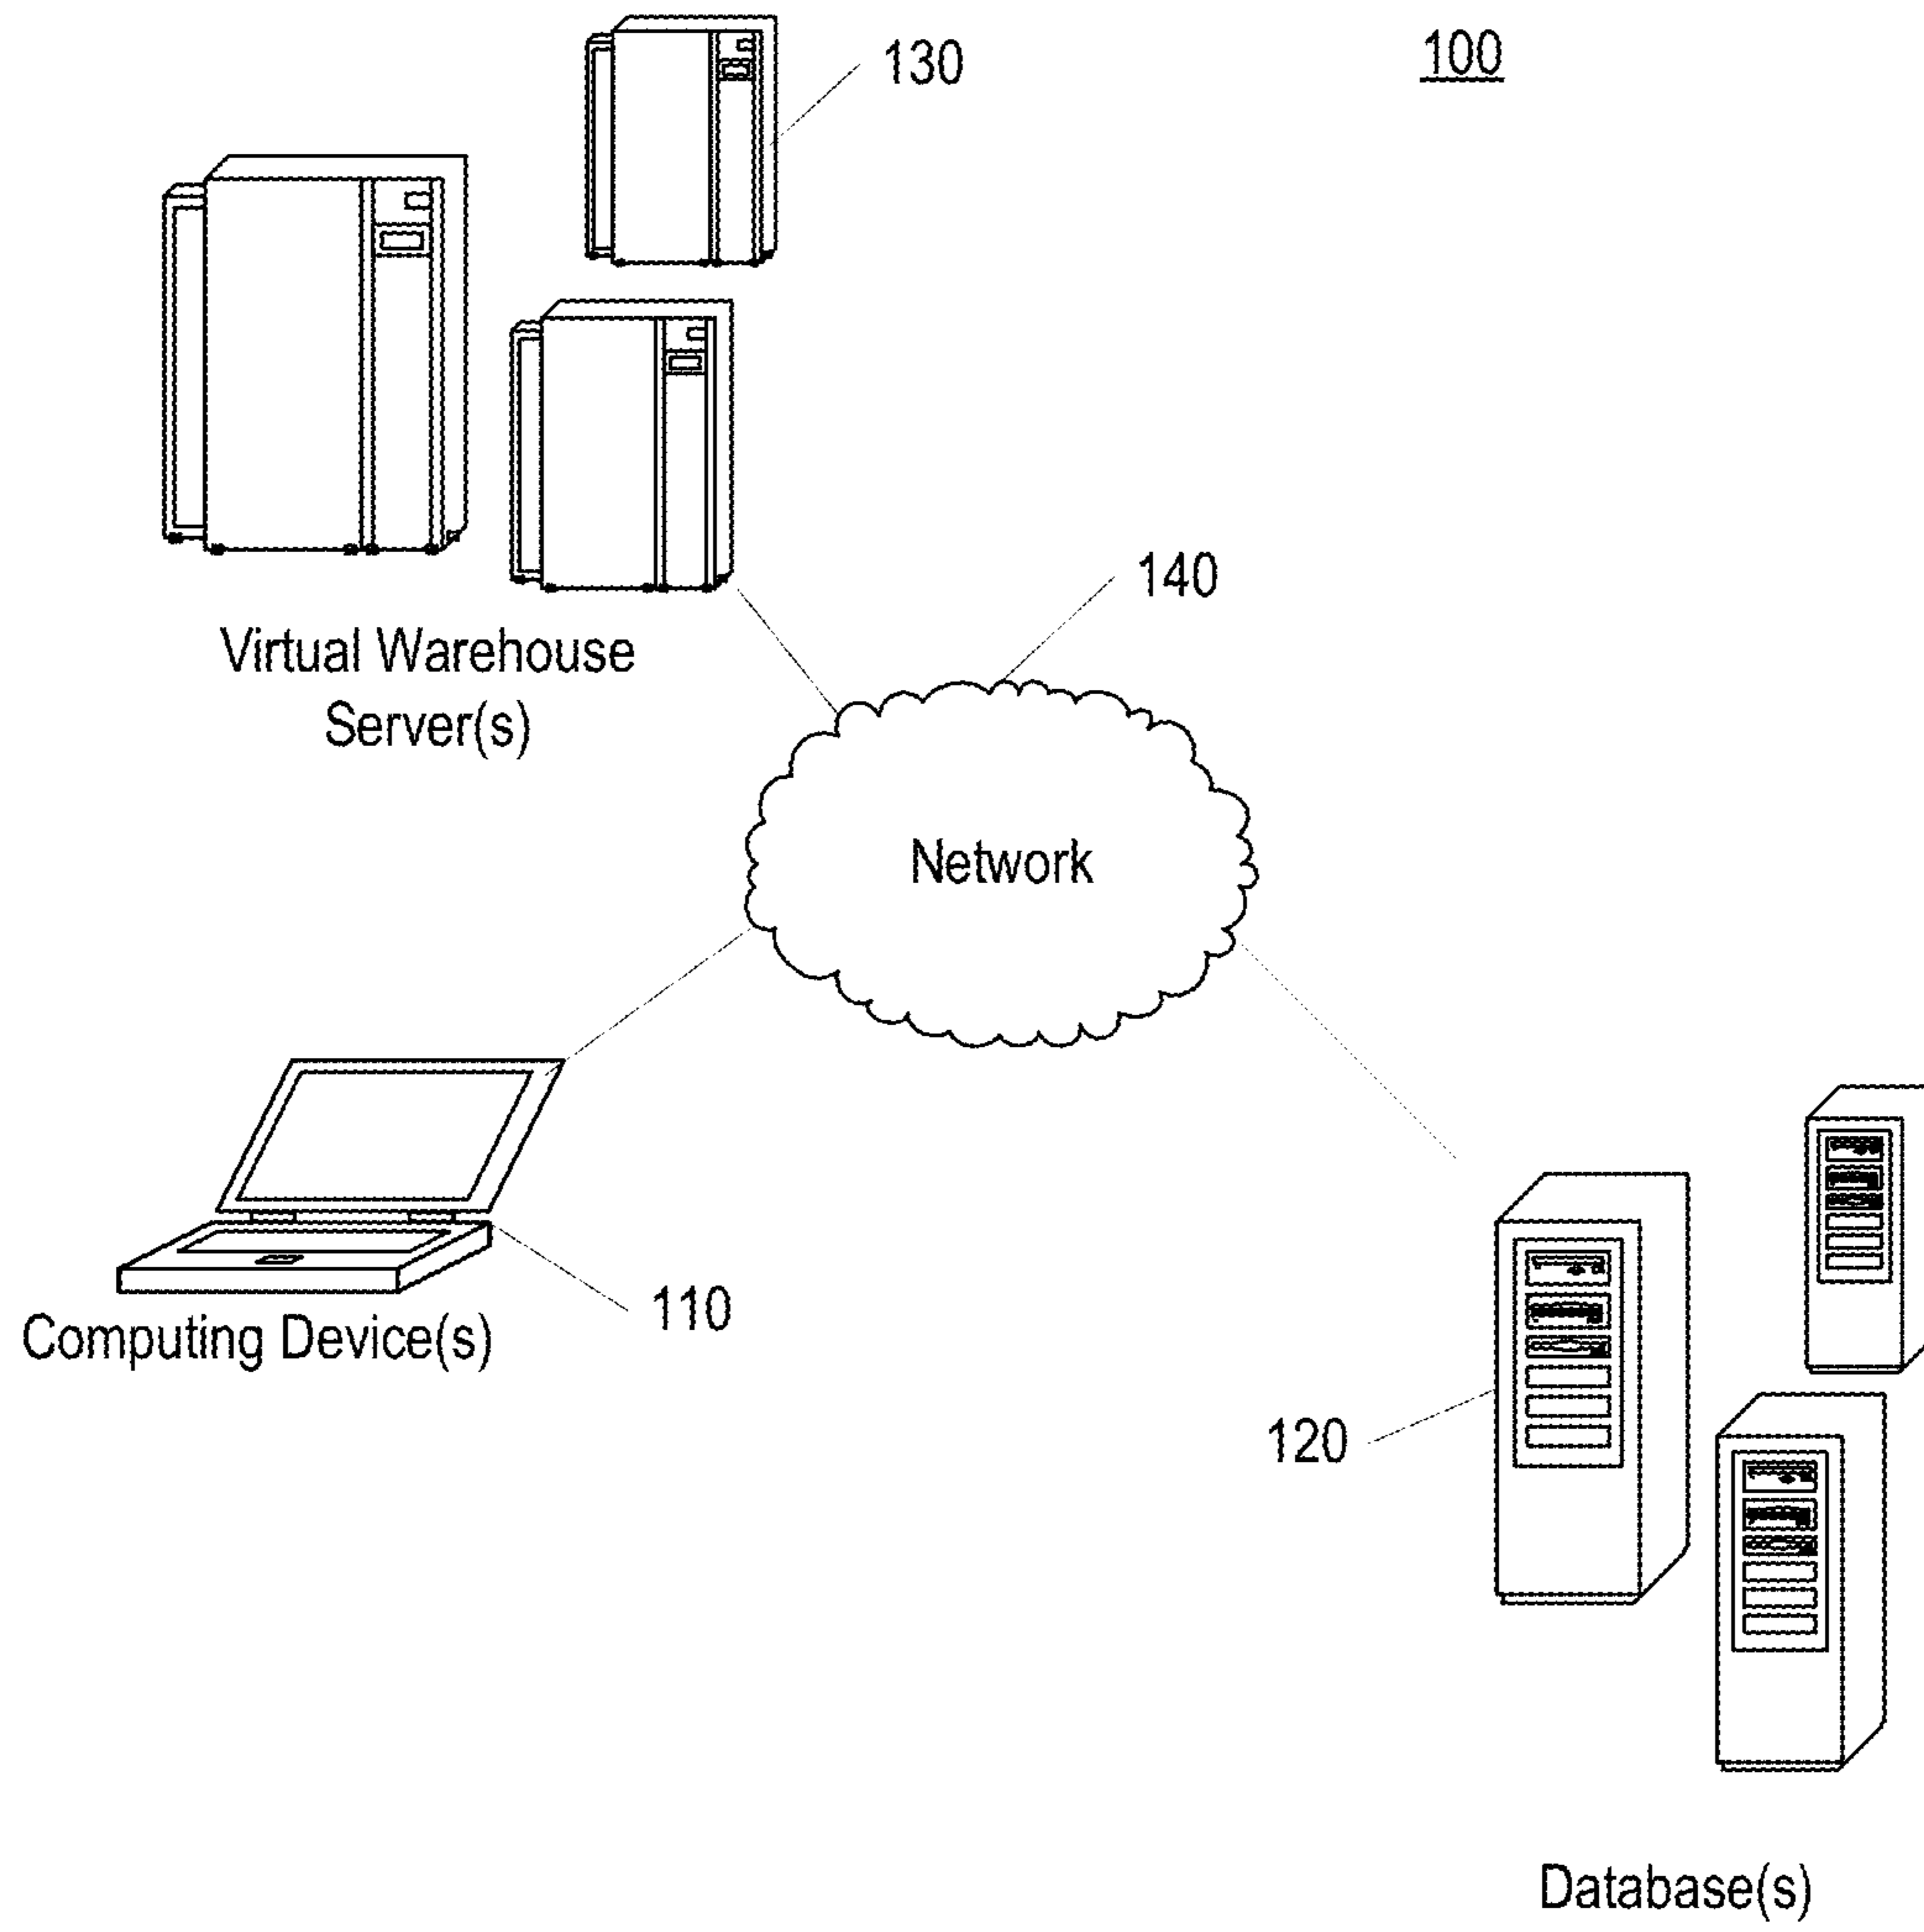 130
100
140
Virtual Warehouse
Server(s)
Network
110
Computing Device(s)
120
Database(s)